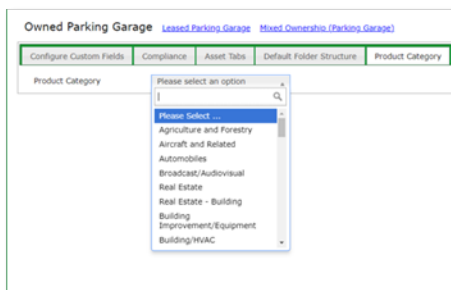 Owned Parking Garage Leased Parking Garage Mixed Ownership (Parking Garage)
Configure Custom Fields Compliance Asset Tabs Default Folder Structure Product Category
Product Category Please select an option
Please Select ...
Agriculture and Forestry
Aircraft and Related
Automobiles
Broadcast/Audiovisual
Real Estate
Real Estate - Building
Building
Improvement/Equipment
Building/HVAC